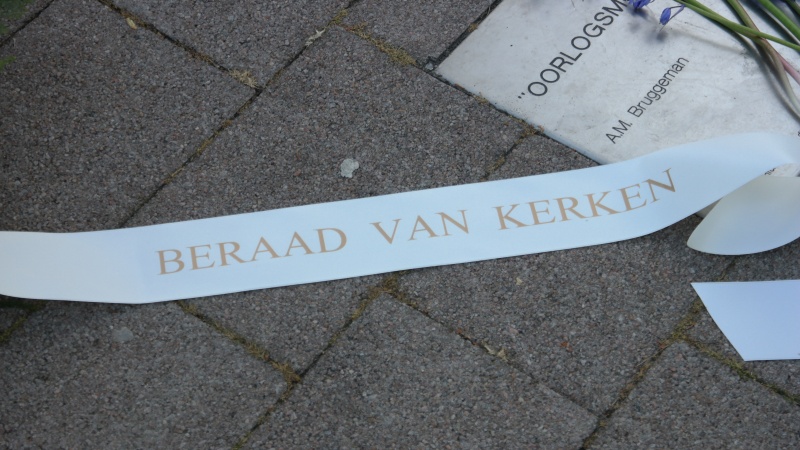 "OORLOGSM
A.M. Bruggeman
BERAAD VAN KERKEN